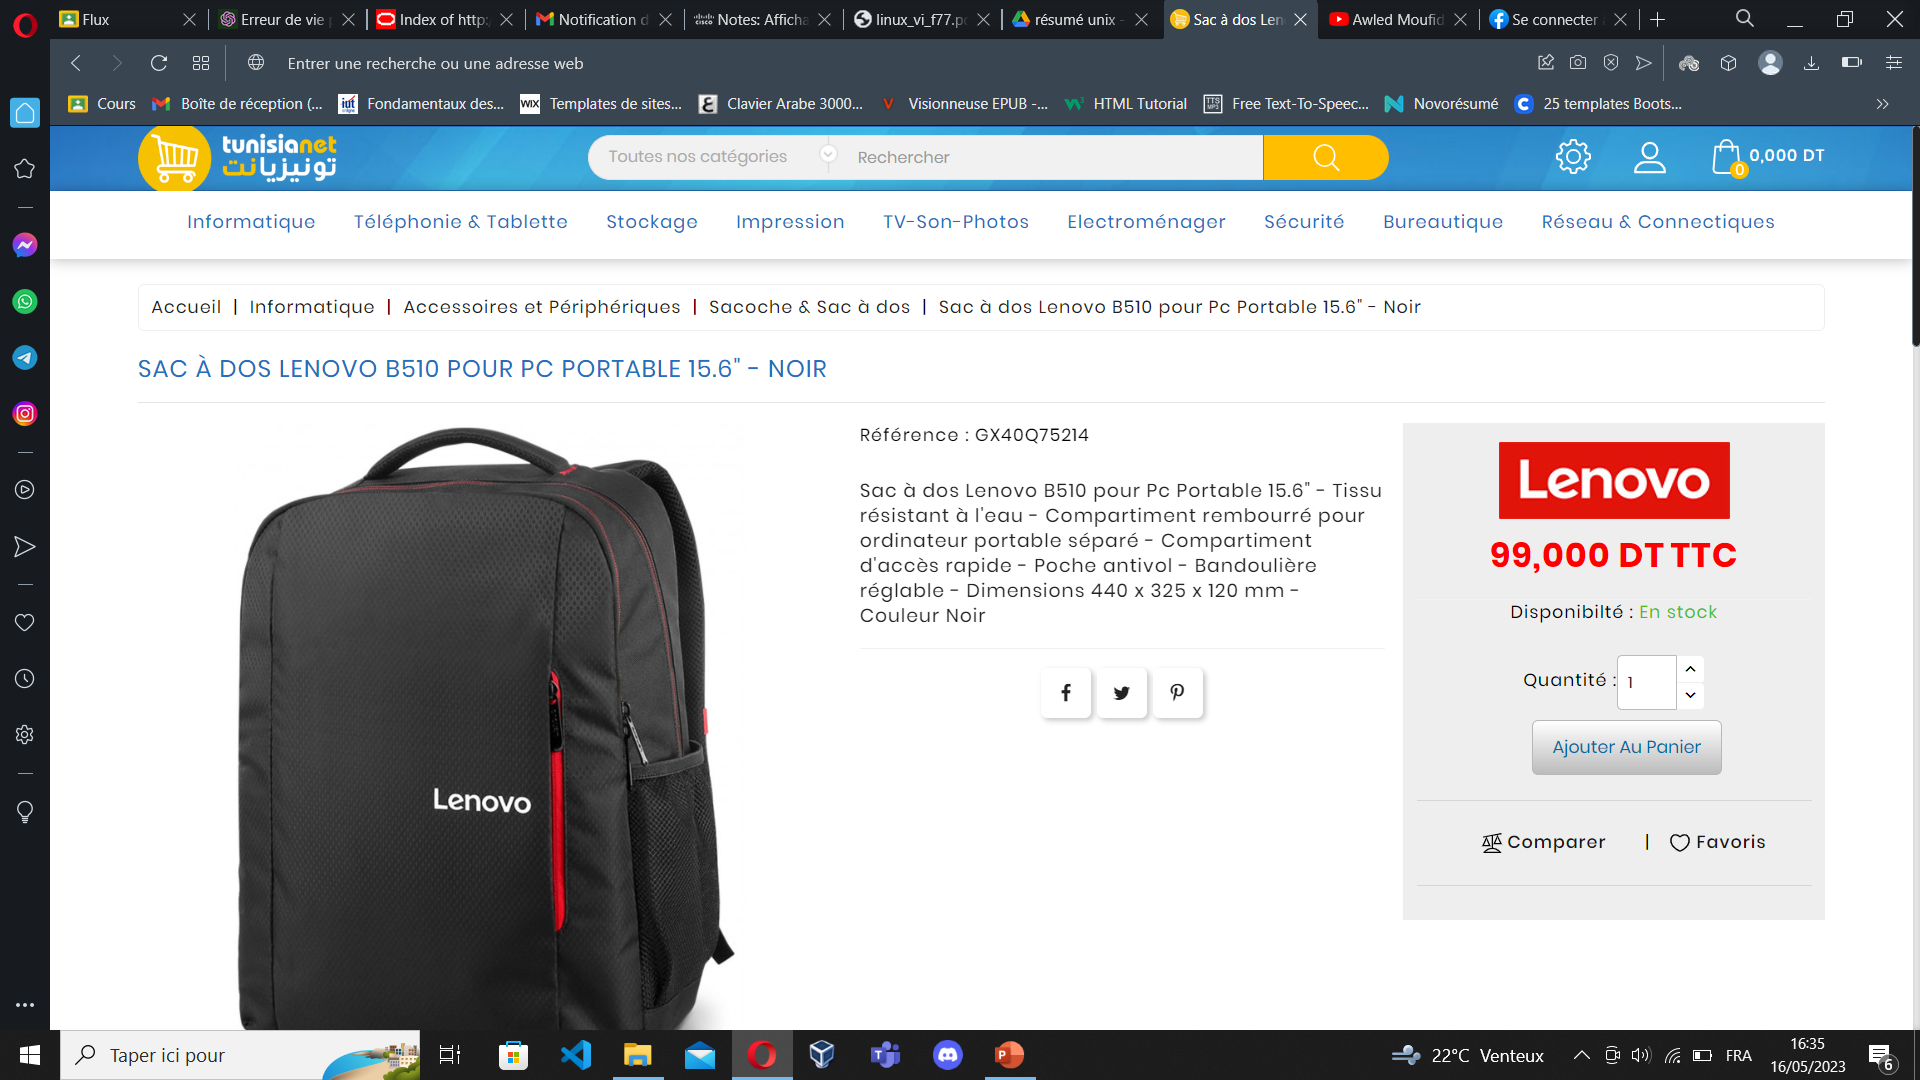 Flux
Erreur de vie
Index of http:
Notification d
Notes: Afficha
linux_vi_f77.p
résumé unix -
Sac à dos Len
Awled Moufid
Se connecter
Entrer une recherche ou une adresse web
Cours
Boîte de réception (...
Fondamentaux des...
Templates de sites...
Clavier Arabe 3000...
Visionneuse EPUB -...
HTML Tutorial
Free Text-To-Speec...
Novorésumé
25 templates Boots...
tunisianet
تونيزيانت
Toutes nos catégories
Rechercher
0
0,000 DT
Informatique
Téléphonie & Tablette
Stockage
Impression
TV-Son-Photos
Electroménager
Sécurité
Bureautique
Réseau & Connectiques
Accueil | Informatique | Accessoires et Périphériques | Sacoche & Sac à dos | Sac à dos Lenovo B510 pour Pc Portable 15.6" - Noir
SAC À DOS LENOVO B510 POUR PC PORTABLE 15.6" - NOIR
Lenovo
Référence : GX40Q75214
Sac à dos Lenovo B510 pour Pc Portable 15.6" - Tissu
résistant à l'eau - Compartiment rembourré pour
ordinateur portable séparé - Compartiment
d'accès rapide - Poche antivol - Bandoulière
réglable - Dimensions 440 x 325 x 120 mm -
Couleur Noir
Lenovo
99,000 DT TTC
Disponibilté : En stock
Quantité : 1
Ajouter Au Panier
Comparer | Favoris
Taper ici pour
22°C Venteux
FRA
16:35
16/05/2023
6